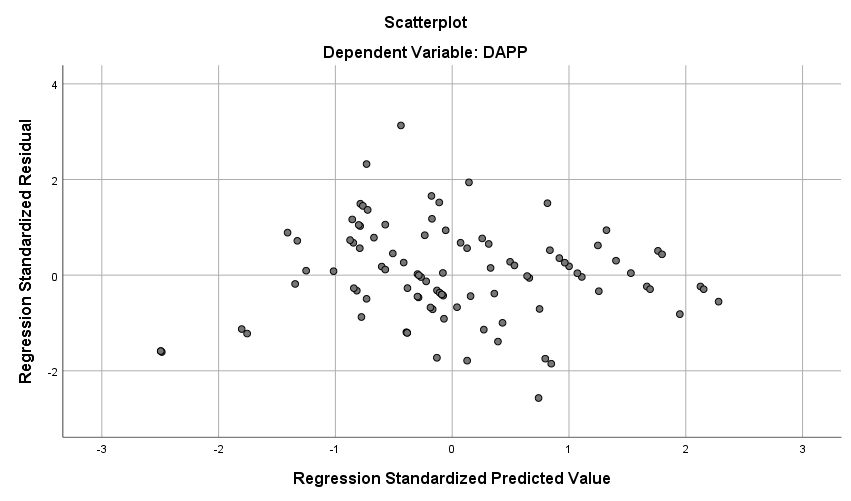 Scatterplot
Dependent Variable: DAPP
Regression Standardized Residual
4
2
0
-2
-3
-2
-1
0
1
2
3
Regression Standardized Predicted Value